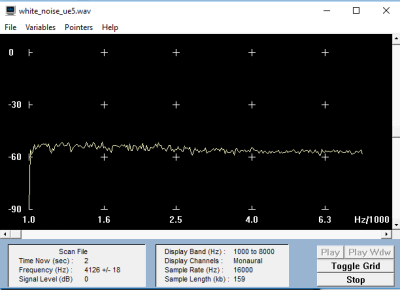 white_noise_ue5.wav
File Variables Pointers Help
0
-30
-60
-90
1.0 1.6 2.5 4.0 6.3 Hz/1000
Scan File
Time Now (sec) : 2
Frequency (Hz) : 4126 +/- 18
Signal Level (dB) : 0
Display Band (Hz) : 1000 to 8000
Display Channels : Monaural
Sample Rate (Hz) : 16000
Sample Length (kb) : 159
Play Play Wdw
Toggle Grid
Stop